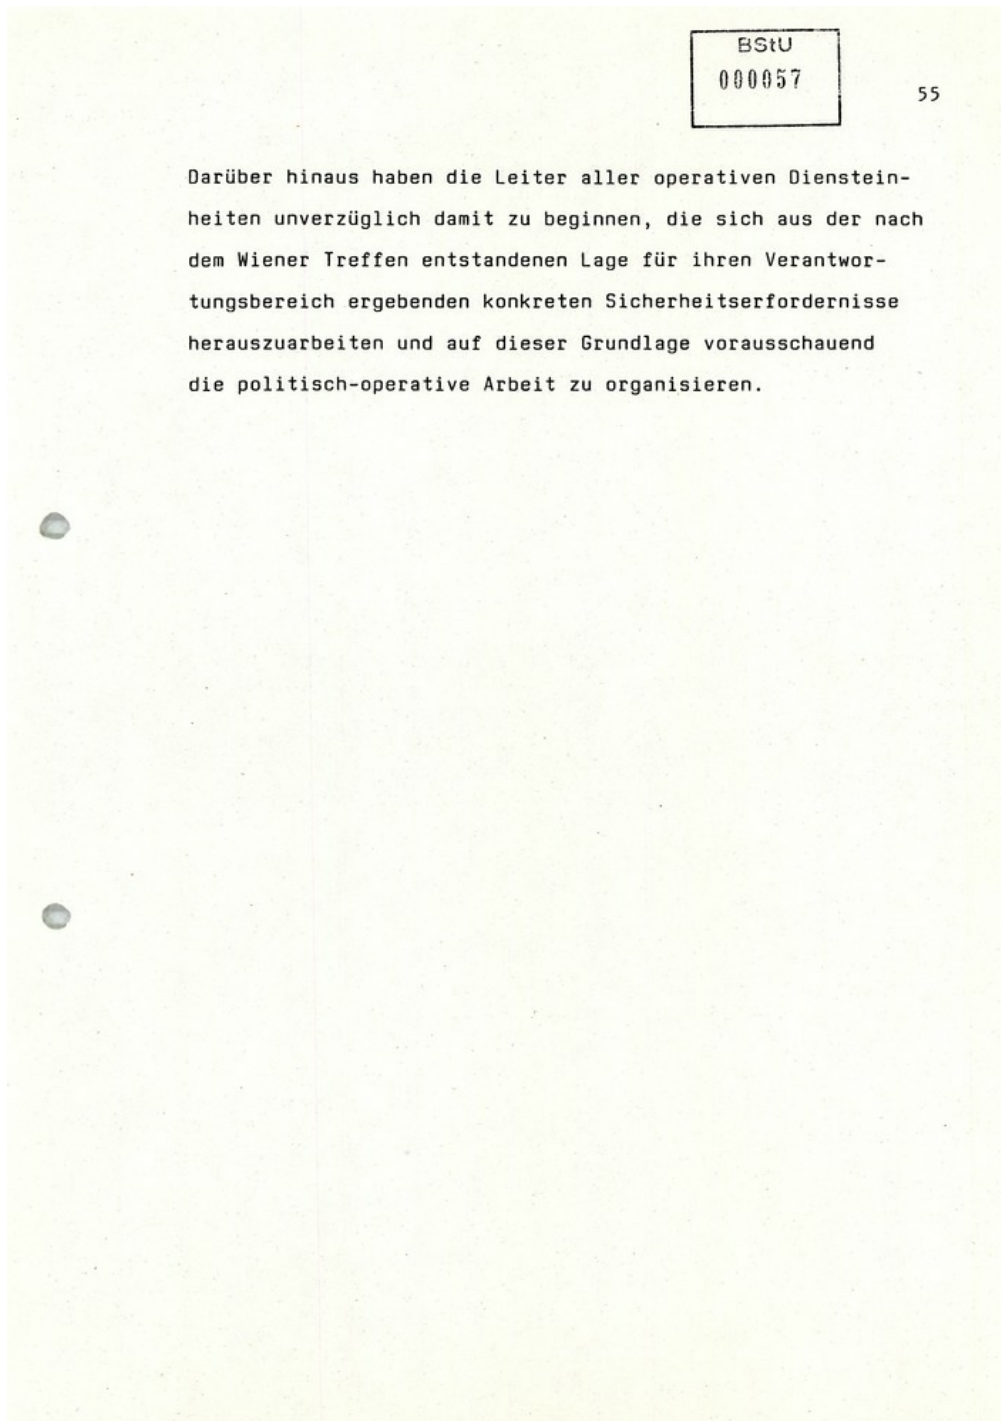 BStU
000057
55
Darüber hinaus haben die Leiter aller operativen Dienstein-
heiten unverzüglich damit zu beginnen, die sich aus der nach
dem Wiener Treffen entstandenen Lage für ihren Verantwor-
tungsbereich ergebenden konkreten Sicherheitserfordernisse
herauszuarbeiten und auf dieser Grundlage vorausschauend
die politisch-operative Arbeit zu organisieren.